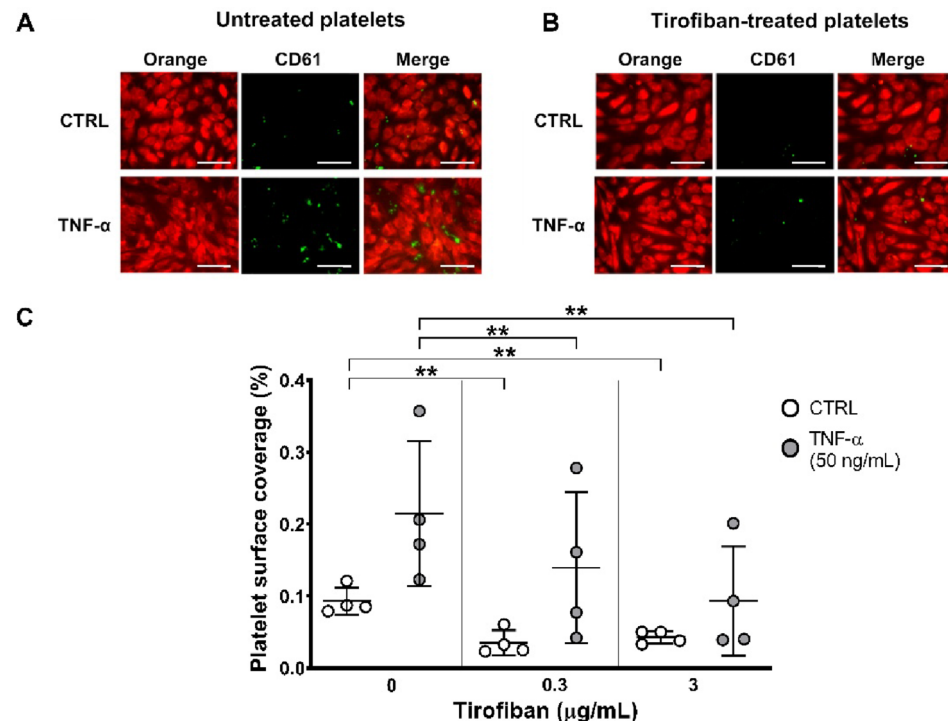 A
Untreated platelets
B
Tirofiban-treated platelets
Orange CD61 Merge
Orange CD61 Merge
CTRL
CTRL
TNF-α
TNF-α
C
**
**
**
**
Platelet surface coverage (%)
0.4
0.3
0.2
0.1
0.0
CTRL
TNF-α
(50 ng/mL)
0 0.3 3
Tirofiban (μg/mL)